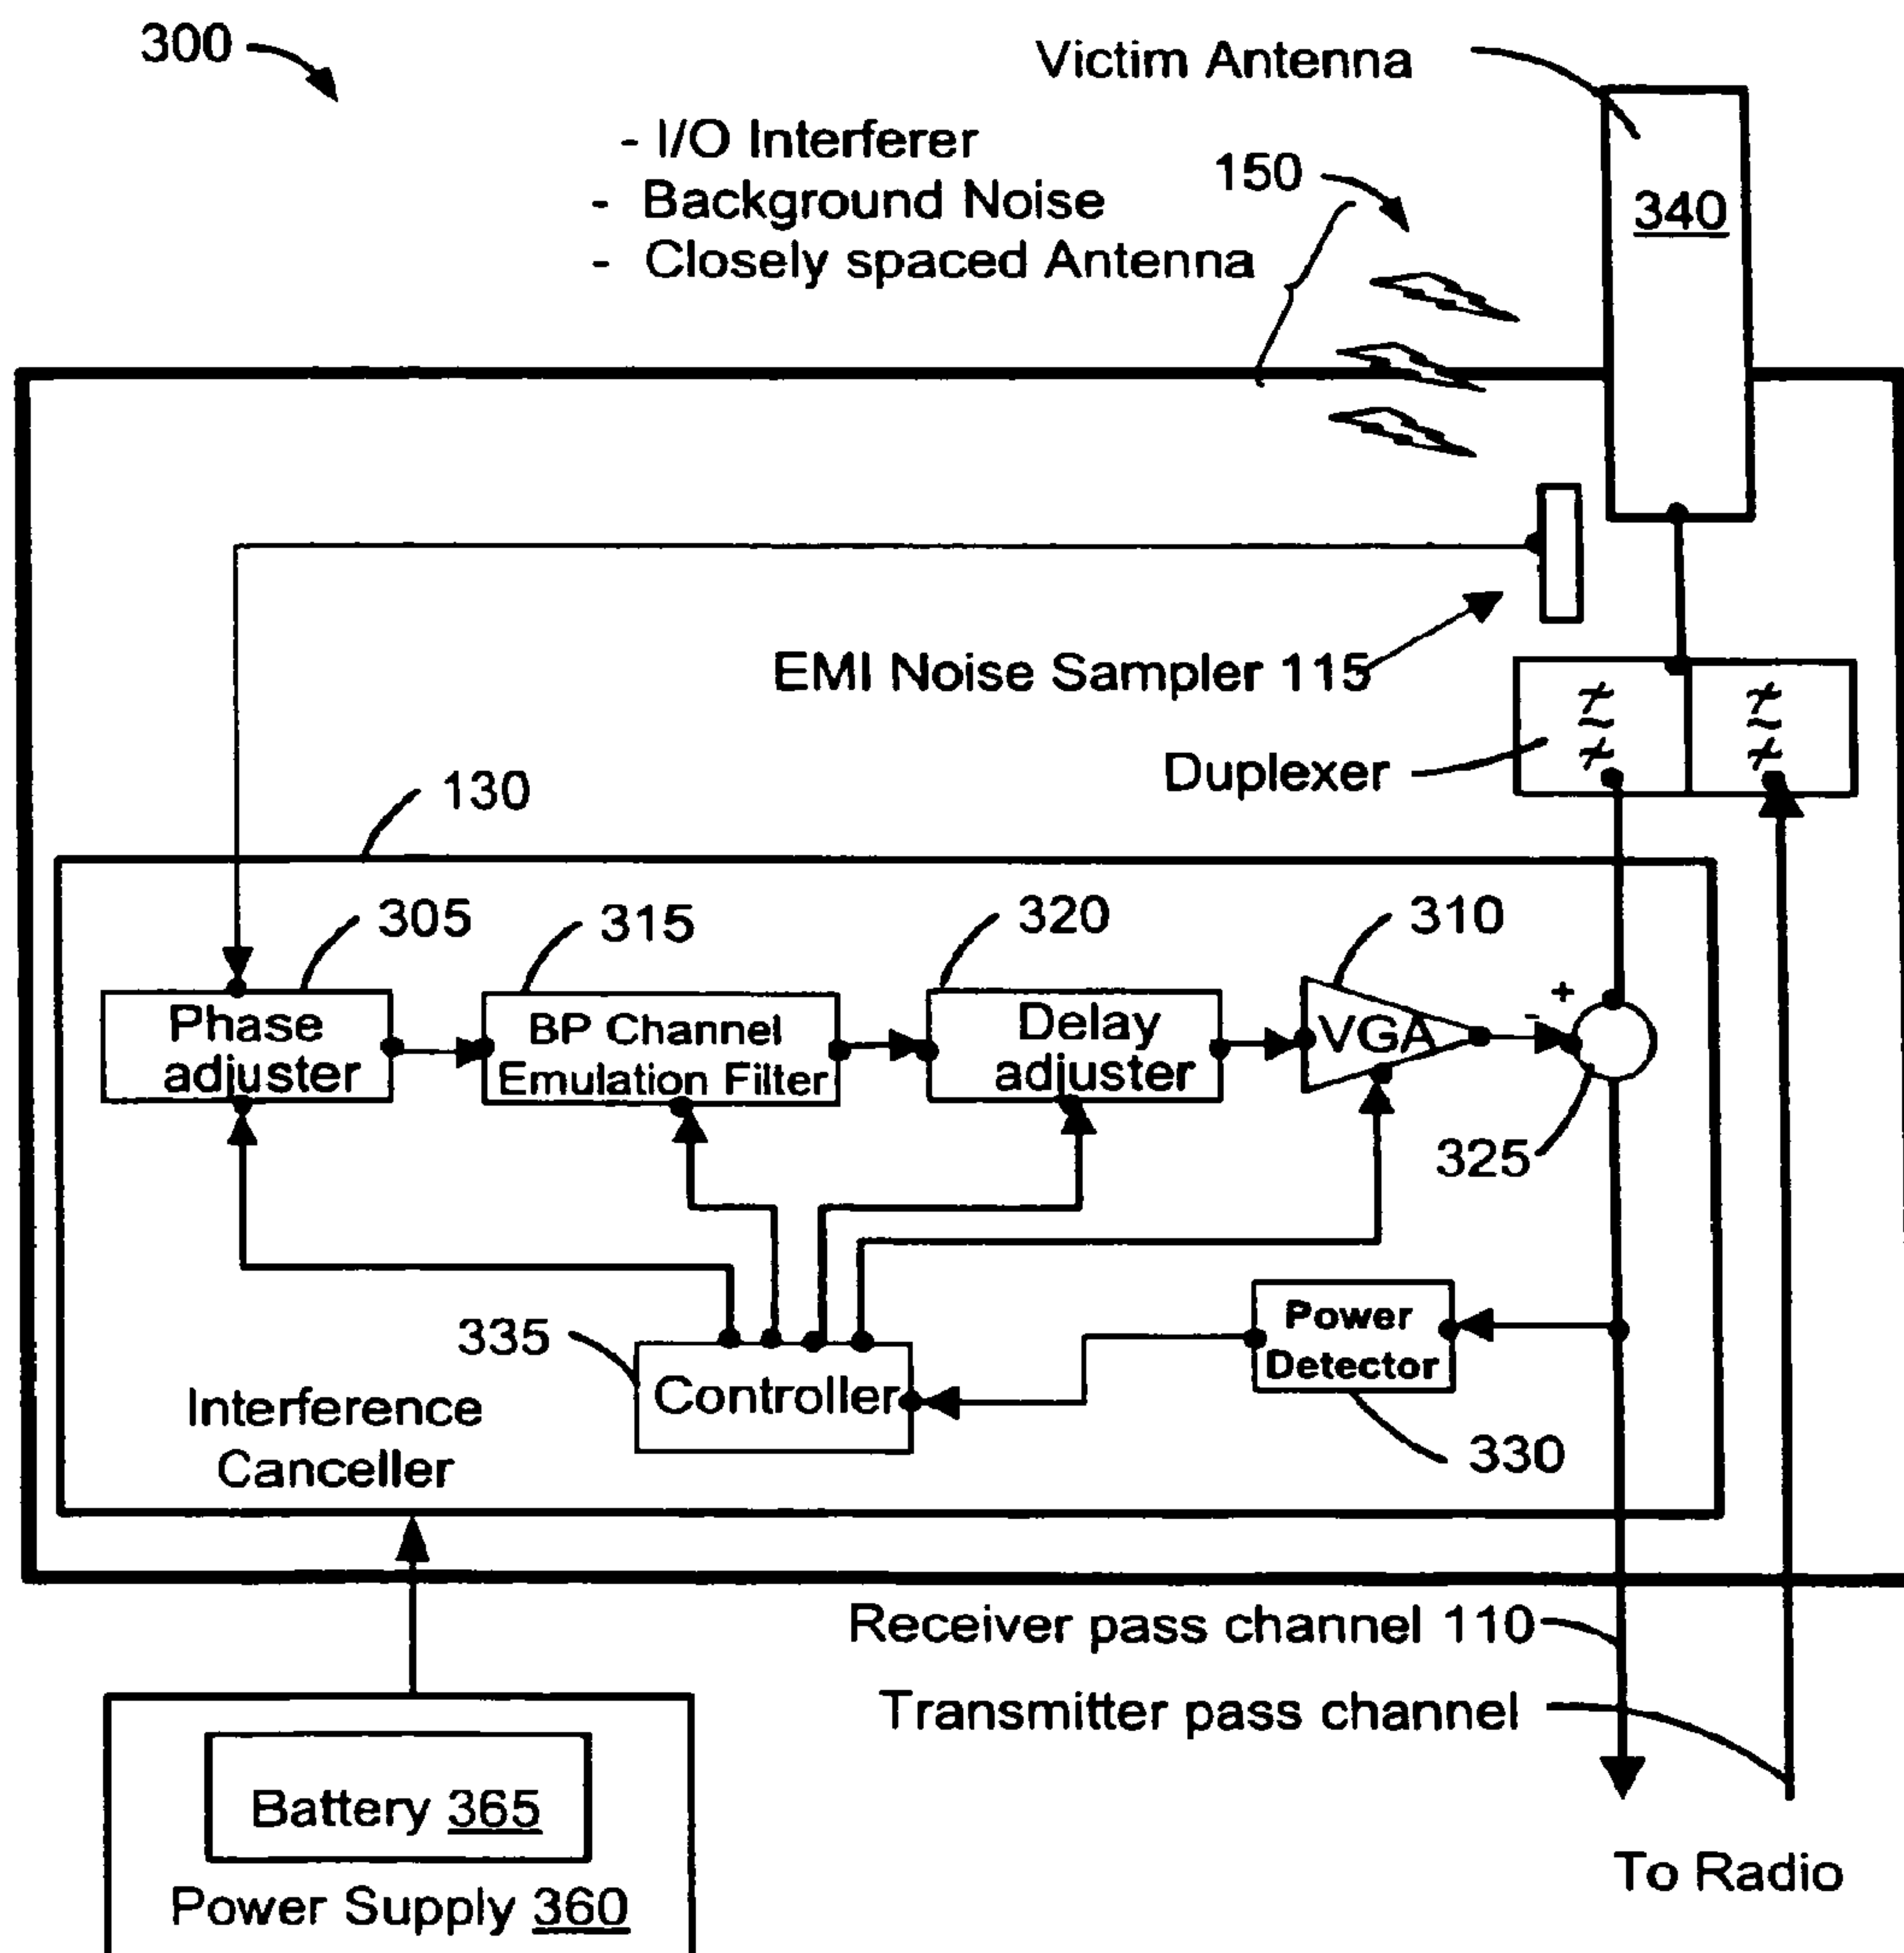 300
Victim Antenna
- I/O Interferer
- Background Noise
- Closely spaced Antenna
150
340
EMI Noise Sampler 115
Duplexer
130
305
315
320
310
Phase
adjuster
BP Channel
Emulation Filter
Delay
adjuster
VGA
+
-
325
335
Controller
Power
Detector
330
Interference
Canceller
Receiver pass channel 110
Transmitter pass channel
Battery 365
Power Supply 360
To Radio